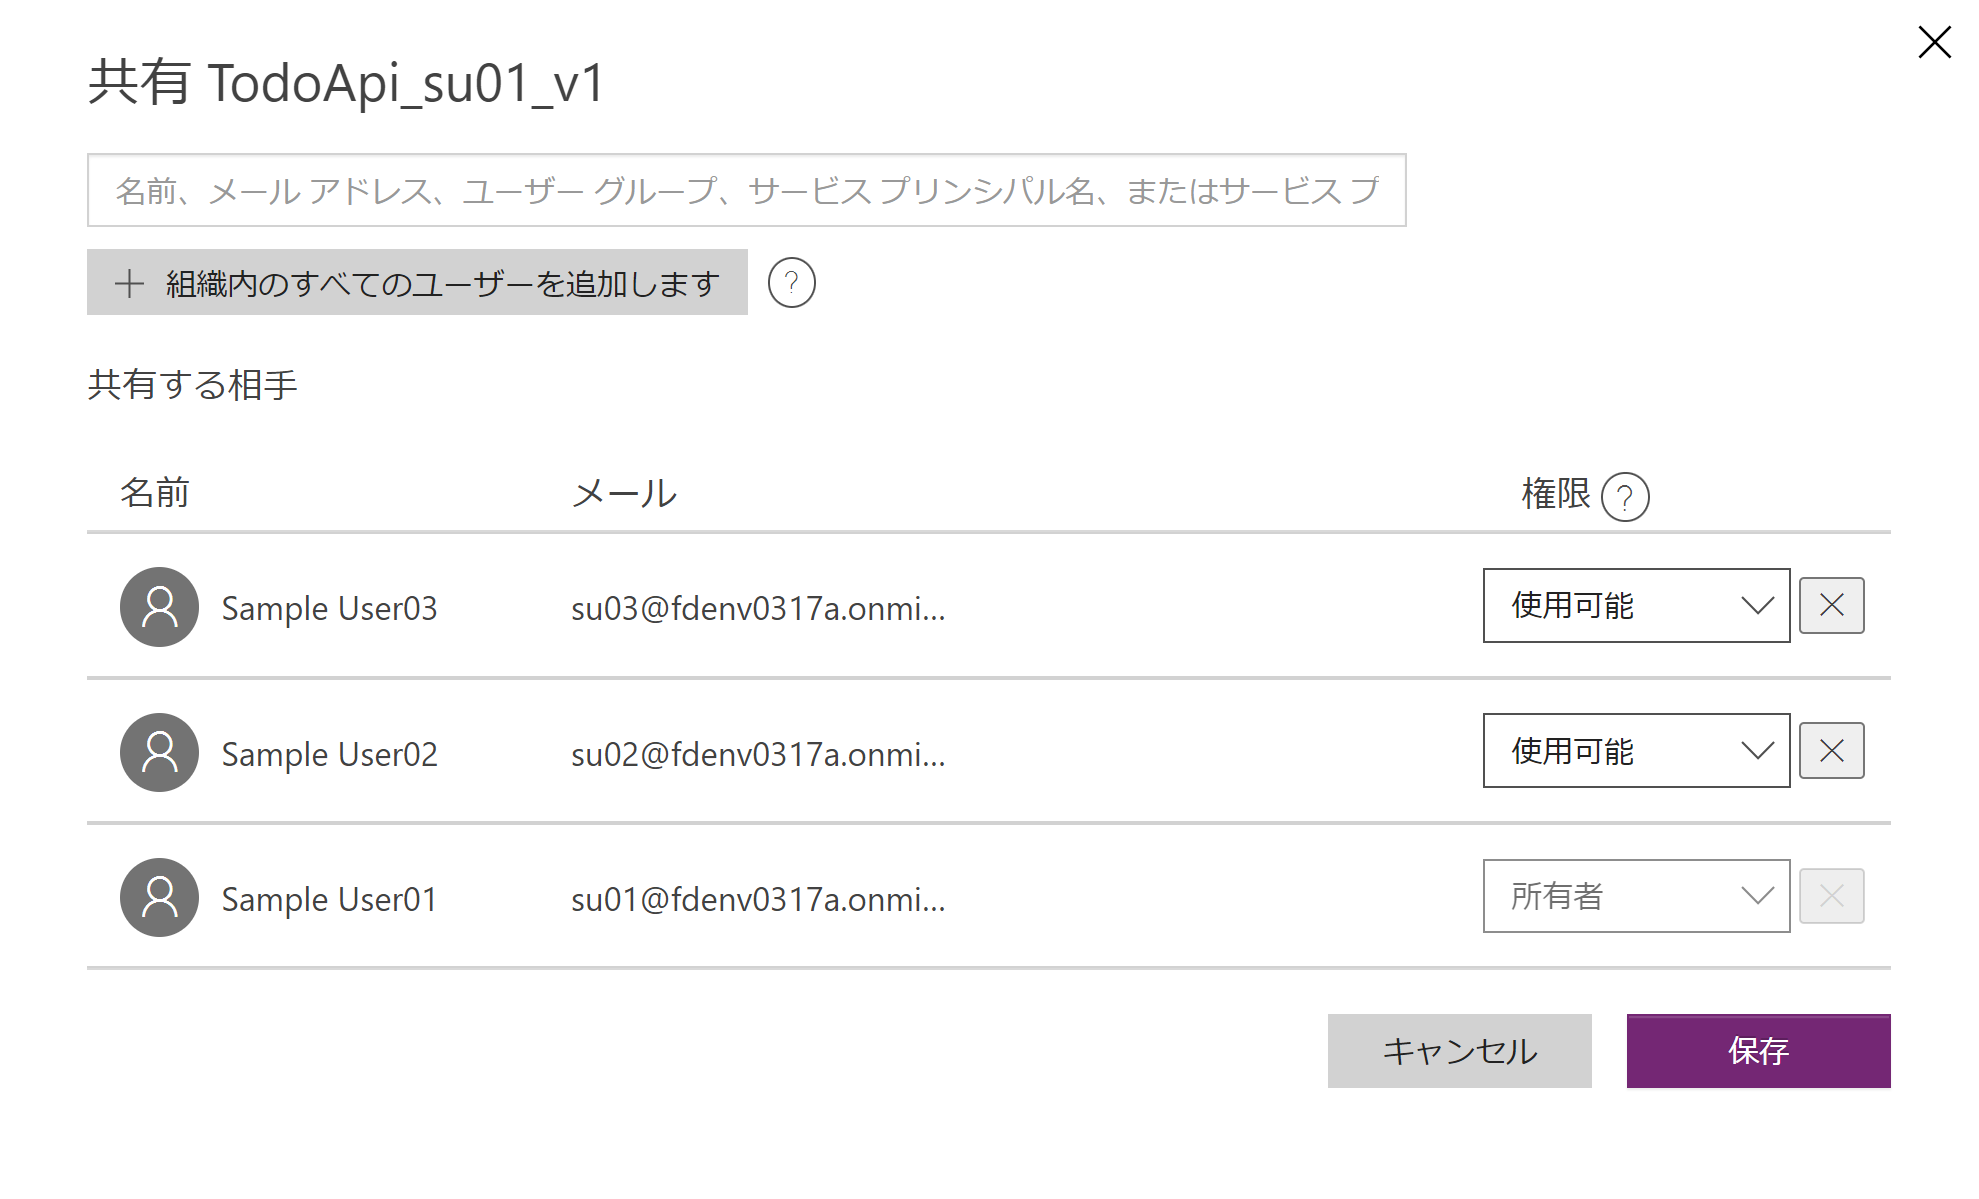 共有 TodoApi_su01_v1
名前、メール アドレス、ユーザー グループ、サービス プリンシパル名、またはサービス プ
組織内のすべてのユーザーを追加します ?
共有する相手
名前 メール 権限 ?
Sample User03 su03@fdenv0317a.onmi... 使用可能
Sample User02 su02@fdenv0317a.onmi... 使用可能
Sample User01 su01@fdenv0317a.onmi... 所有者
キャンセル 保存